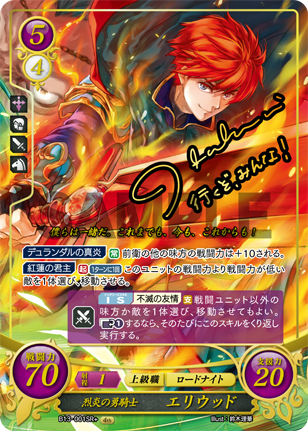 5
4
行くぞ、みんな!
僕らは一緒だ。これまでも、今も、これからも!
デュランダルの真炎 常 前衛の他の味方の戦闘力は+10される。
紅蓮の君主 起 1ターンに1回 このユニットの戦闘力より戦闘力が低い
敵を1体選び、移動させる。
IS 不滅の友情 支 戦闘ユニット以外の
味方か敵を1体選び、移動させてもよい。
するなら、そのたびにこのスキルをくり返し
実行する。
戦闘力
70
射程 1 上級職 ロードナイト
支援力
20
烈炎の勇騎士 エリウッド
B13-061SR+ 4th Illust:鈴木理華